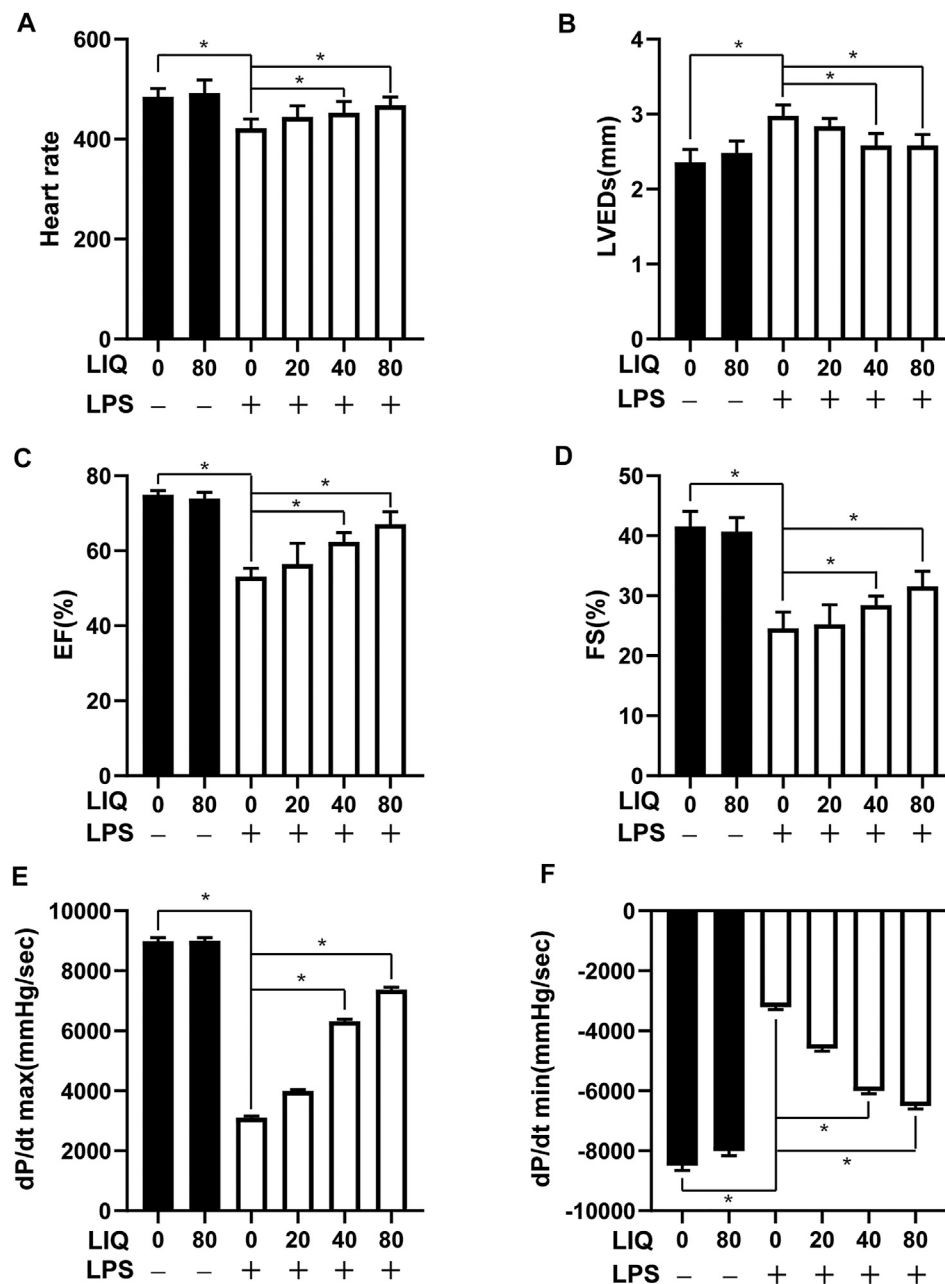 A
Heart rate
600
400
200
0
*
*
*
LIQ 0 80 0 20 40 80
LPS – – + + + +
B
LVEDs(mm)
4
3
2
1
0
*
*
*
LIQ 0 80 0 20 40 80
LPS – – + + + +
C
EF(%)
80
60
40
20
0
*
*
*
LIQ 0 80 0 20 40 80
LPS – – + + + +
D
FS(%)
50
40
30
20
10
0
*
*
*
LIQ 0 80 0 20 40 80
LPS – – + + + +
E
dP/dt max(mmHg/sec)
10000
8000
6000
4000
2000
0
*
*
*
LIQ 0 80 0 20 40 80
LPS – – + + + +
F
dP/dt min(mmHg/sec)
0
-2000
-4000
-6000
-8000
-10000
*
*
*
LIQ 0 80 0 20 40 80
LPS – – + + + +